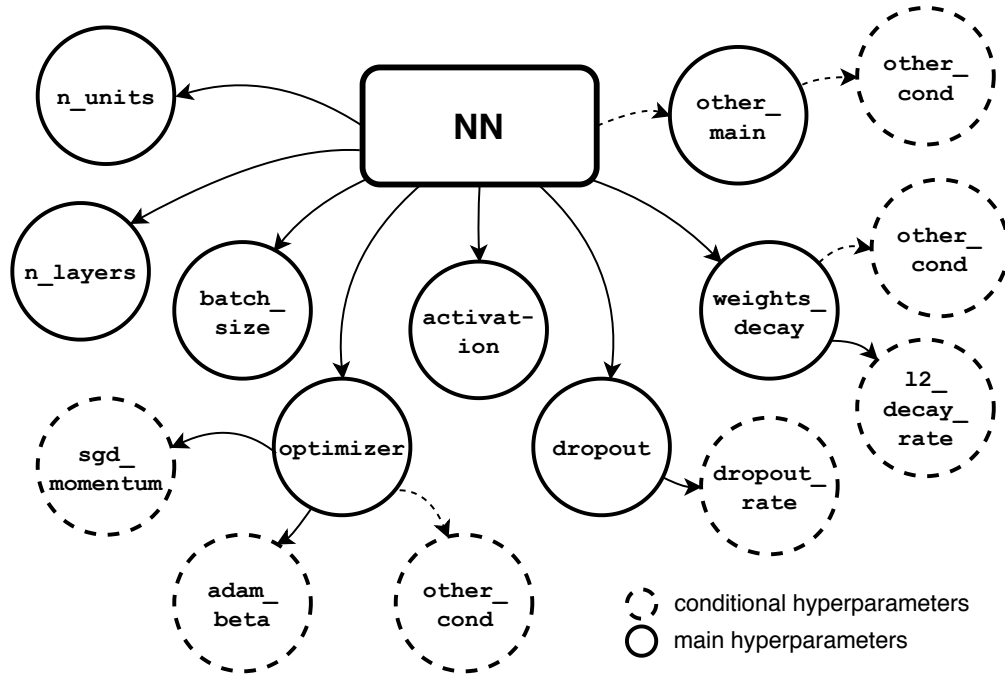 NN
n_units
other_
main
other_
cond
n_layers
batch_
size
activat-
ion
weights_
decay
other_
cond
l2_
decay_
rate
sgd_
momentum
optimizer
dropout
dropout_
rate
adam_
beta
other_
cond
conditional hyperparameters
main hyperparameters